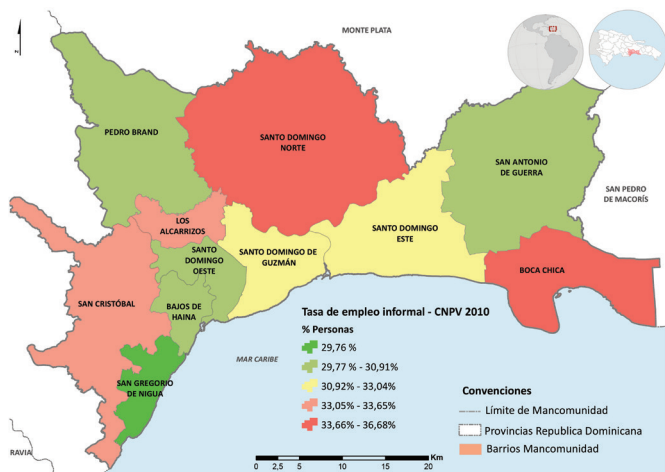 MONTE PLATA
PEDRO BRAND
SANTO DOMINGO
NORTE
SAN ANTONIO
DE GUERRA
SAN PEDRO
DE MACORÍS
LOS
ALCARRIZOS
SANTO
DOMINGO
OESTE
SANTO DOMINGO DE
GUZMÁN
SANTO DOMINGO
ESTE
BOCA CHICA
SAN CRISTÓBAL
BAJOS DE
HAINA
SAN GREGORIO
DE NIGUA
MAR CARIBE
RAVIA
Tasa de empleo informal - CNPV 2010
% Personas
29,76 %
29,77 % - 30,91%
30,92% - 33,04%
33,05% - 33,65%
33,66% - 36,68%
Convenciones
Límite de Mancomunidad
Provincias Republica Dominicana
Barrios Mancomunidad
Km
0 2,5 5 10 15 20